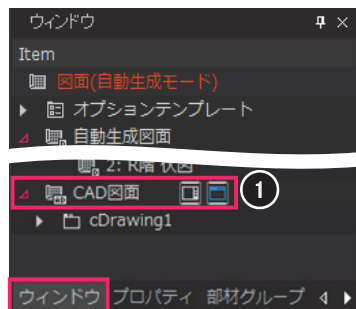 ウィンドウ
Item
図面(自動生成モード)
オプションテンプレート
自動生成図面
2: R階 伏図
CAD図面
1
cDrawing1
ウィンドウ プロパティ 部材グループ